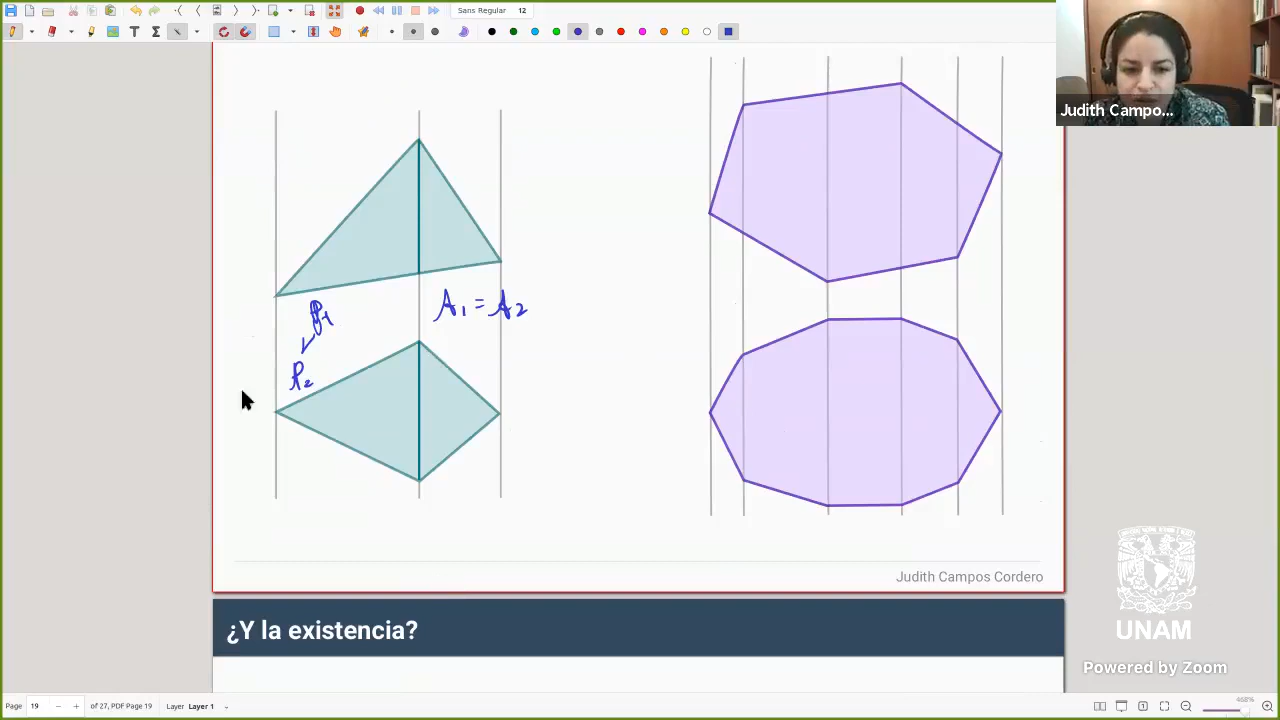 Sans Regular 12
Judith Campo...
P₁
A₁ = A₂
P₂
Judith Campos Cordero
¿Y la existencia?
UNAM
Powered by Zoom
Page 19 of 27, PDF Page 19 Layer Layer 1
468%